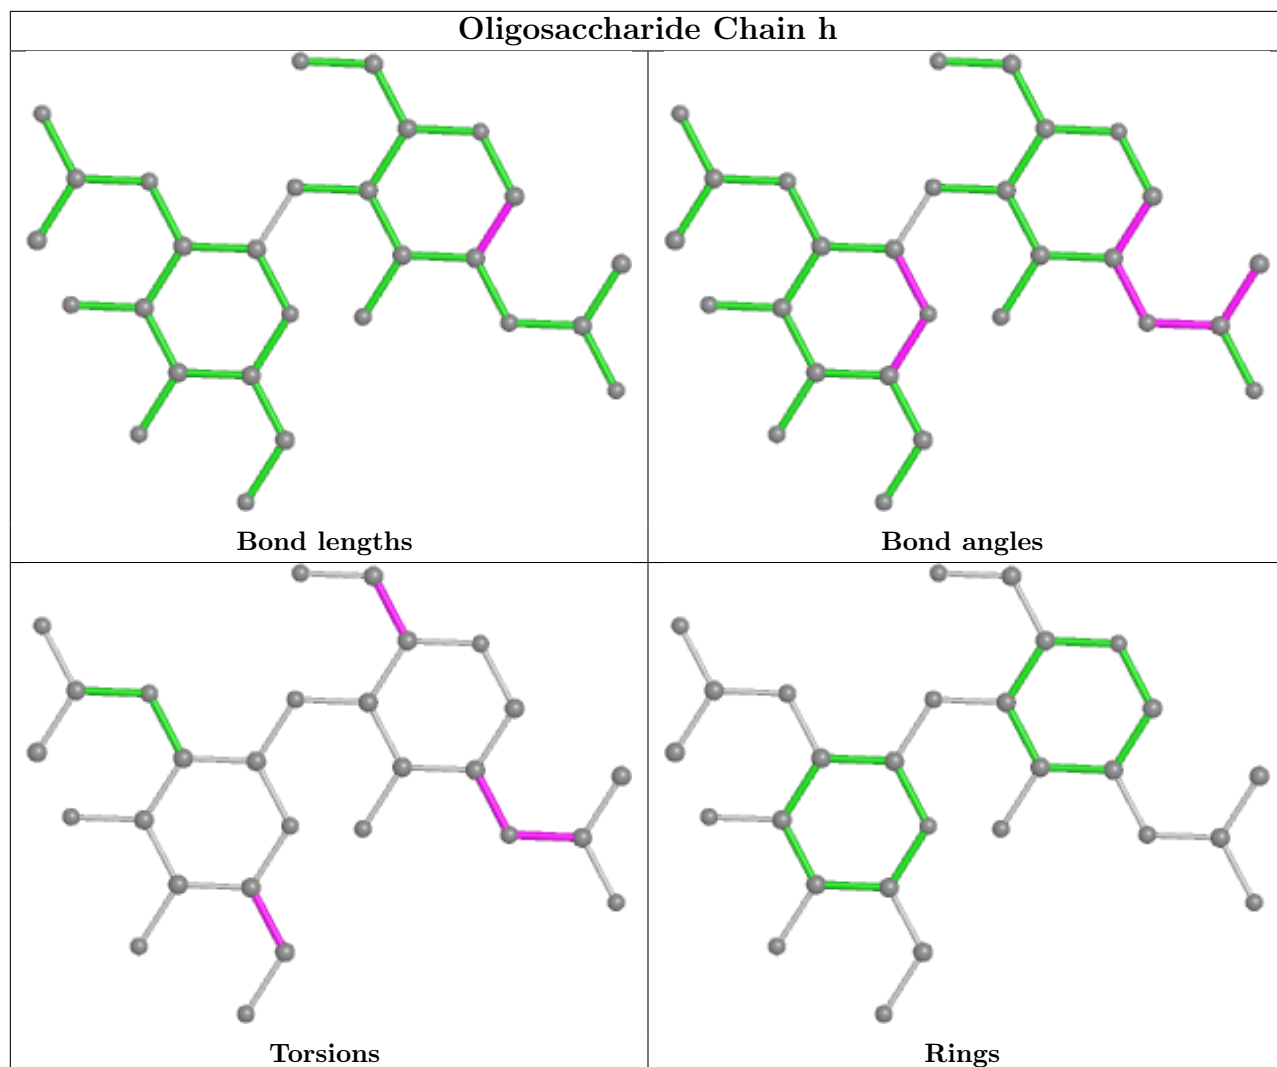 Oligosaccharide Chain h
Bond lengths
Bond angles
Torsions
Rings